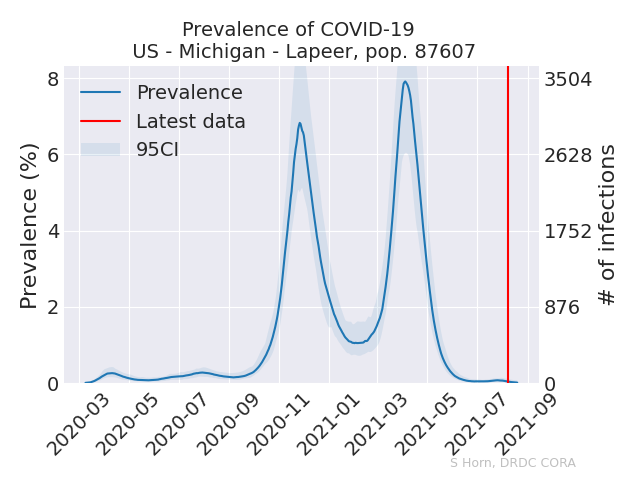 Prevalence of COVID-19
US - Michigan - Lapeer, pop. 87607
Prevalence
Latest data
95CI
Prevalence (%)
8
6
4
2
0
3504
2628
1752
876
0
# of infections
2020-03
2020-05
2020-07
2020-09
2020-11
2021-01
2021-03
2021-05
2021-07
2021-09
S Horn, DRDC CORA